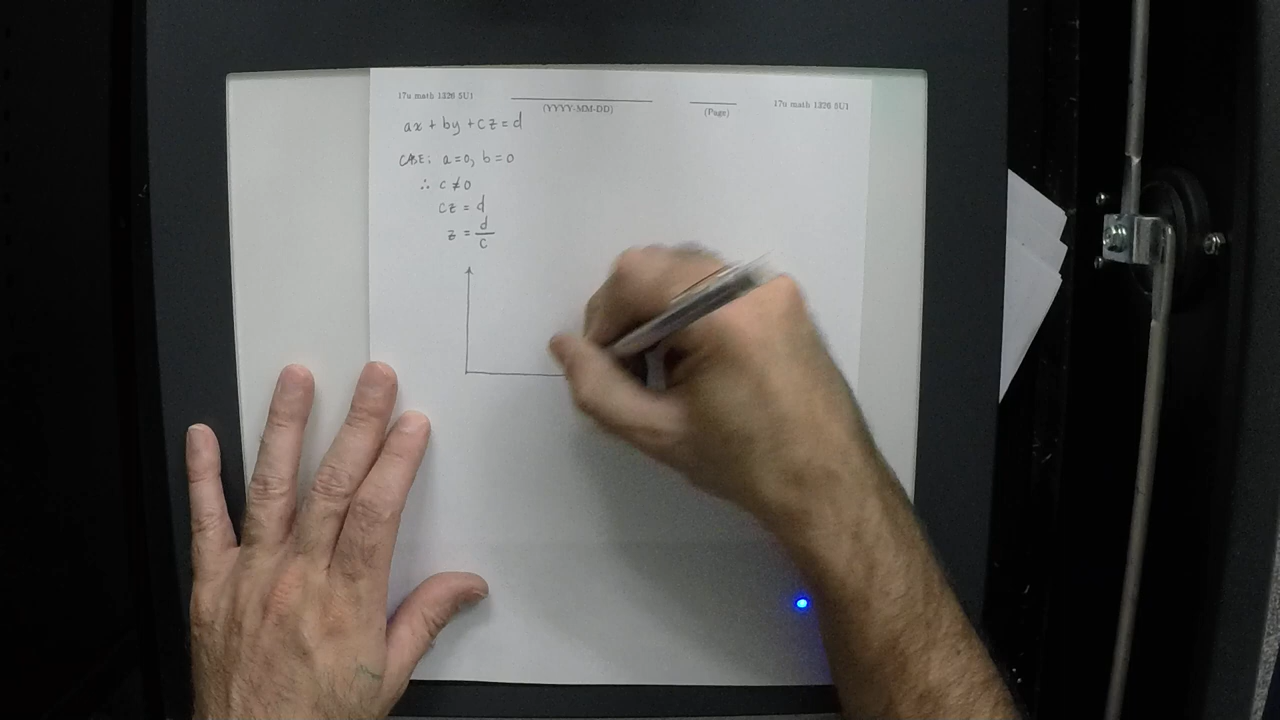 17u math 1326 5U1 (YYYY-MM-DD) (Page) 17u math 1326 5U1
ax + by + cz = d
CASE: a=0, b=0
∴ c ≠ 0
cz = d
z = d/c